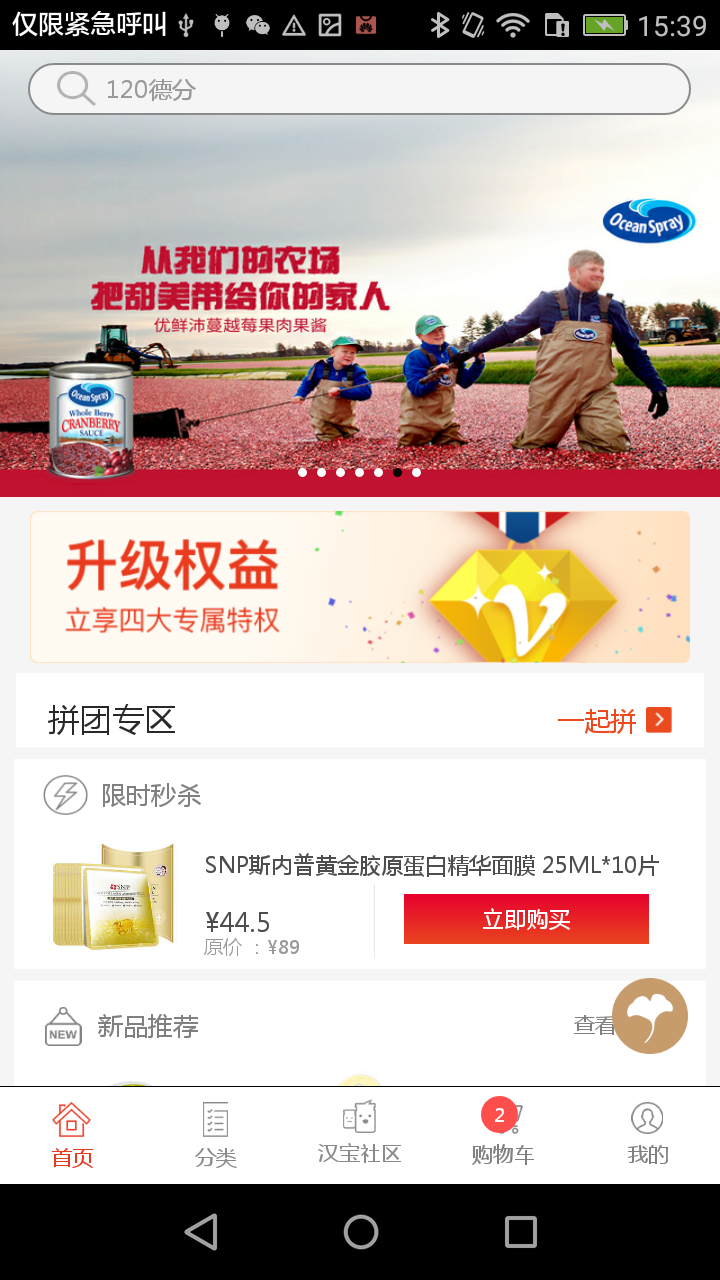 仅限紧急呼叫
15:39
120德分
Ocean Spray
从我们的农场
把甜美带给你的家人
优鲜沛蔓越莓果肉果酱
Ocean Spray
Whole Berry
CRANBERRY
SAUCE
升级权益
立享四大专属特权
拼团专区
一起拼
限时秒杀
SNP斯内普黄金胶原蛋白精华面膜 25ML*10片
SNP
¥44.5
立即购买
原价 ：¥89
NEW
新品推荐
查看
2
首页
分类
汉宝社区
购物车
我的